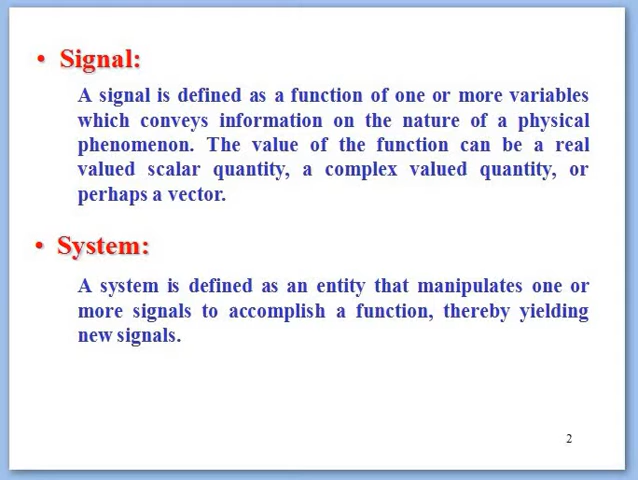 • Signal:
A signal is defined as a function of one or more variables
which conveys information on the nature of a physical
phenomenon. The value of the function can be a real
valued scalar quantity, a complex valued quantity, or
perhaps a vector.
• System:
A system is defined as an entity that manipulates one or
more signals to accomplish a function, thereby yielding
new signals.
2